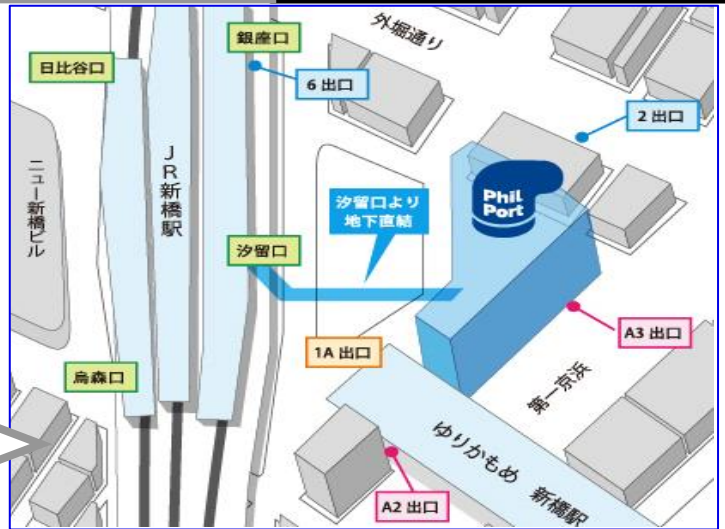 外堀通り
銀座口
日比谷口
6 出口
2 出口
JR新橋駅
ニュー新橋ビル
Phil
Port
汐留口より
地下直結
汐留口
A3 出口
1A 出口
第一京浜
烏森口
ゆりかもめ 新橋駅
A2 出口